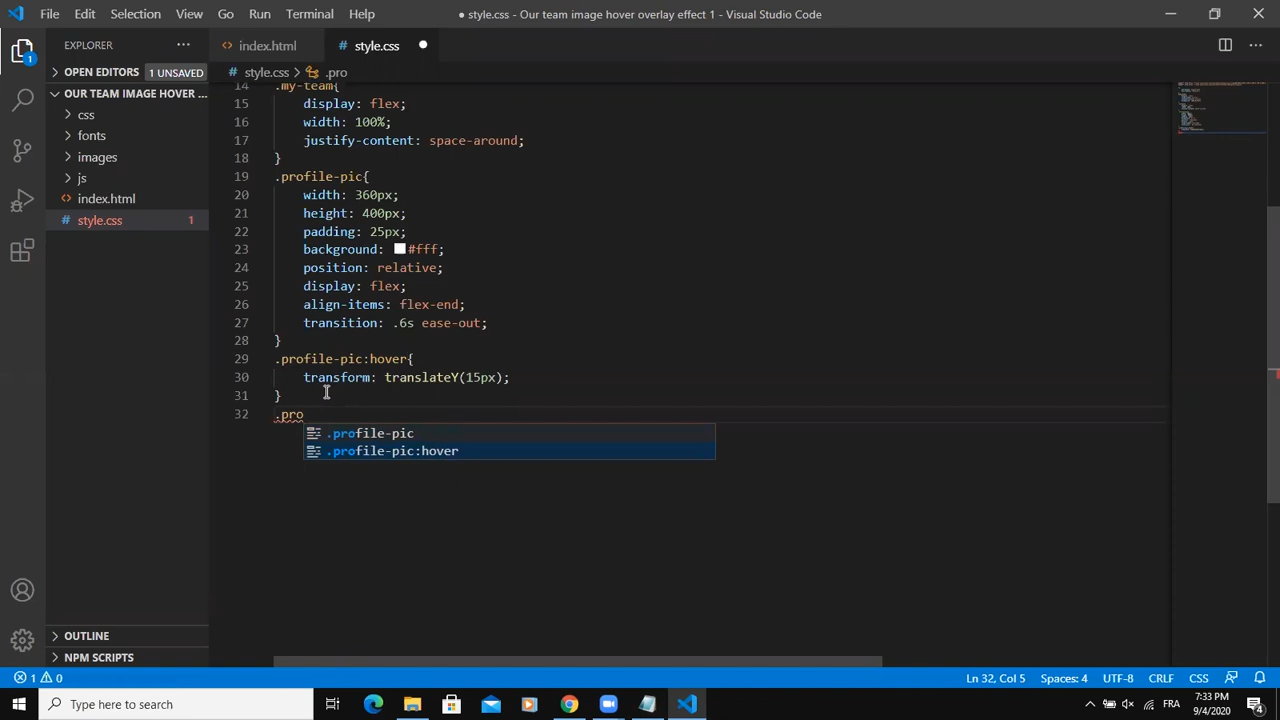 File Edit Selection View Go Run Terminal Help
● style.css - Our team image hover overlay effect 1 - Visual Studio Code
EXPLORER ···
index.html
# style.css
OPEN EDITORS 1 UNSAVED
# style.css > .pro
OUR TEAM IMAGE HOVER ...
css
fonts
images
js
index.html
# style.css 1
14 .my-team{
15 display: flex;
16 width: 100%;
17 justify-content: space-around;
18 }
19 .profile-pic{
20 width: 360px;
21 height: 400px;
22 padding: 25px;
23 background: #fff;
24 position: relative;
25 display: flex;
26 align-items: flex-end;
27 transition: .6s ease-out;
28 }
29 .profile-pic:hover{
30 transform: translateY(15px);
31 }
32 .pro
.profile-pic
.profile-pic:hover
OUTLINE
NPM SCRIPTS
1 0
Ln 32, Col 5 Spaces: 4 UTF-8 CRLF CSS
Type here to search
FRA
7:33 PM
9/4/2020
1
4